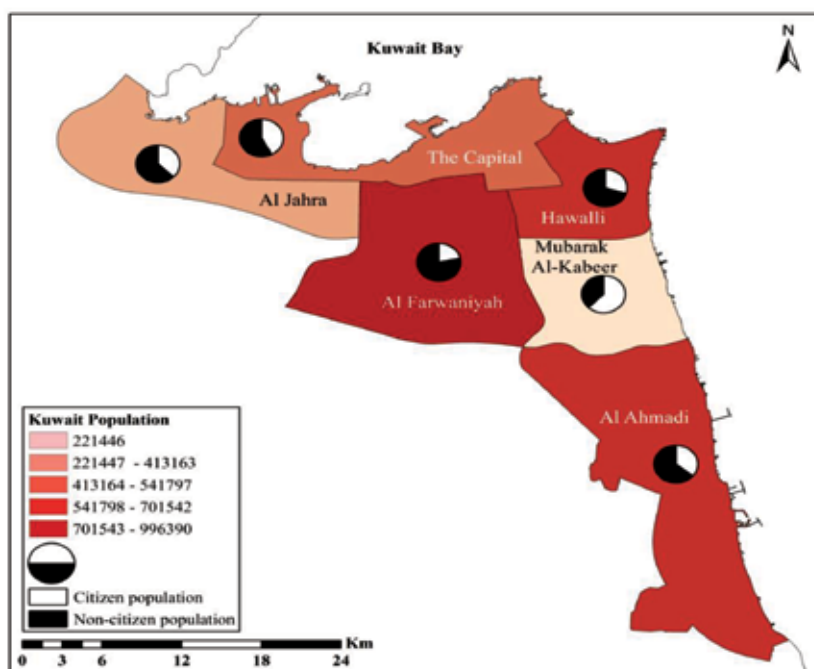 Kuwait Bay
N
The Capital
Al Jahra
Hawalli
Mubarak
Al-Kabeer
Al Farwaniyah
Al Ahmadi
Kuwait Population
221446
221447 - 413163
413164 - 541797
541798 - 701542
701543 - 996390
Citizen population
Non-citizen population
Km
0 3 6 12 18 24